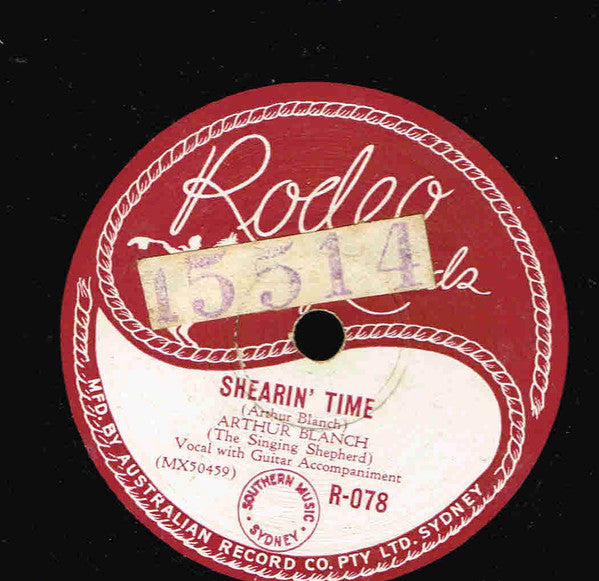 Rodeo
15514
SHEARIN' TIME
(Arthur Blanch)
ARTHUR BLANCH
(The Singing Shepherd)
Vocal with Guitar Accompaniment
(MX50459)
R-078
SOUTHERN MUSIC
• SYDNEY •
MFD. BY AUSTRALIAN RECORD CO. PTY LTD. SYDNEY